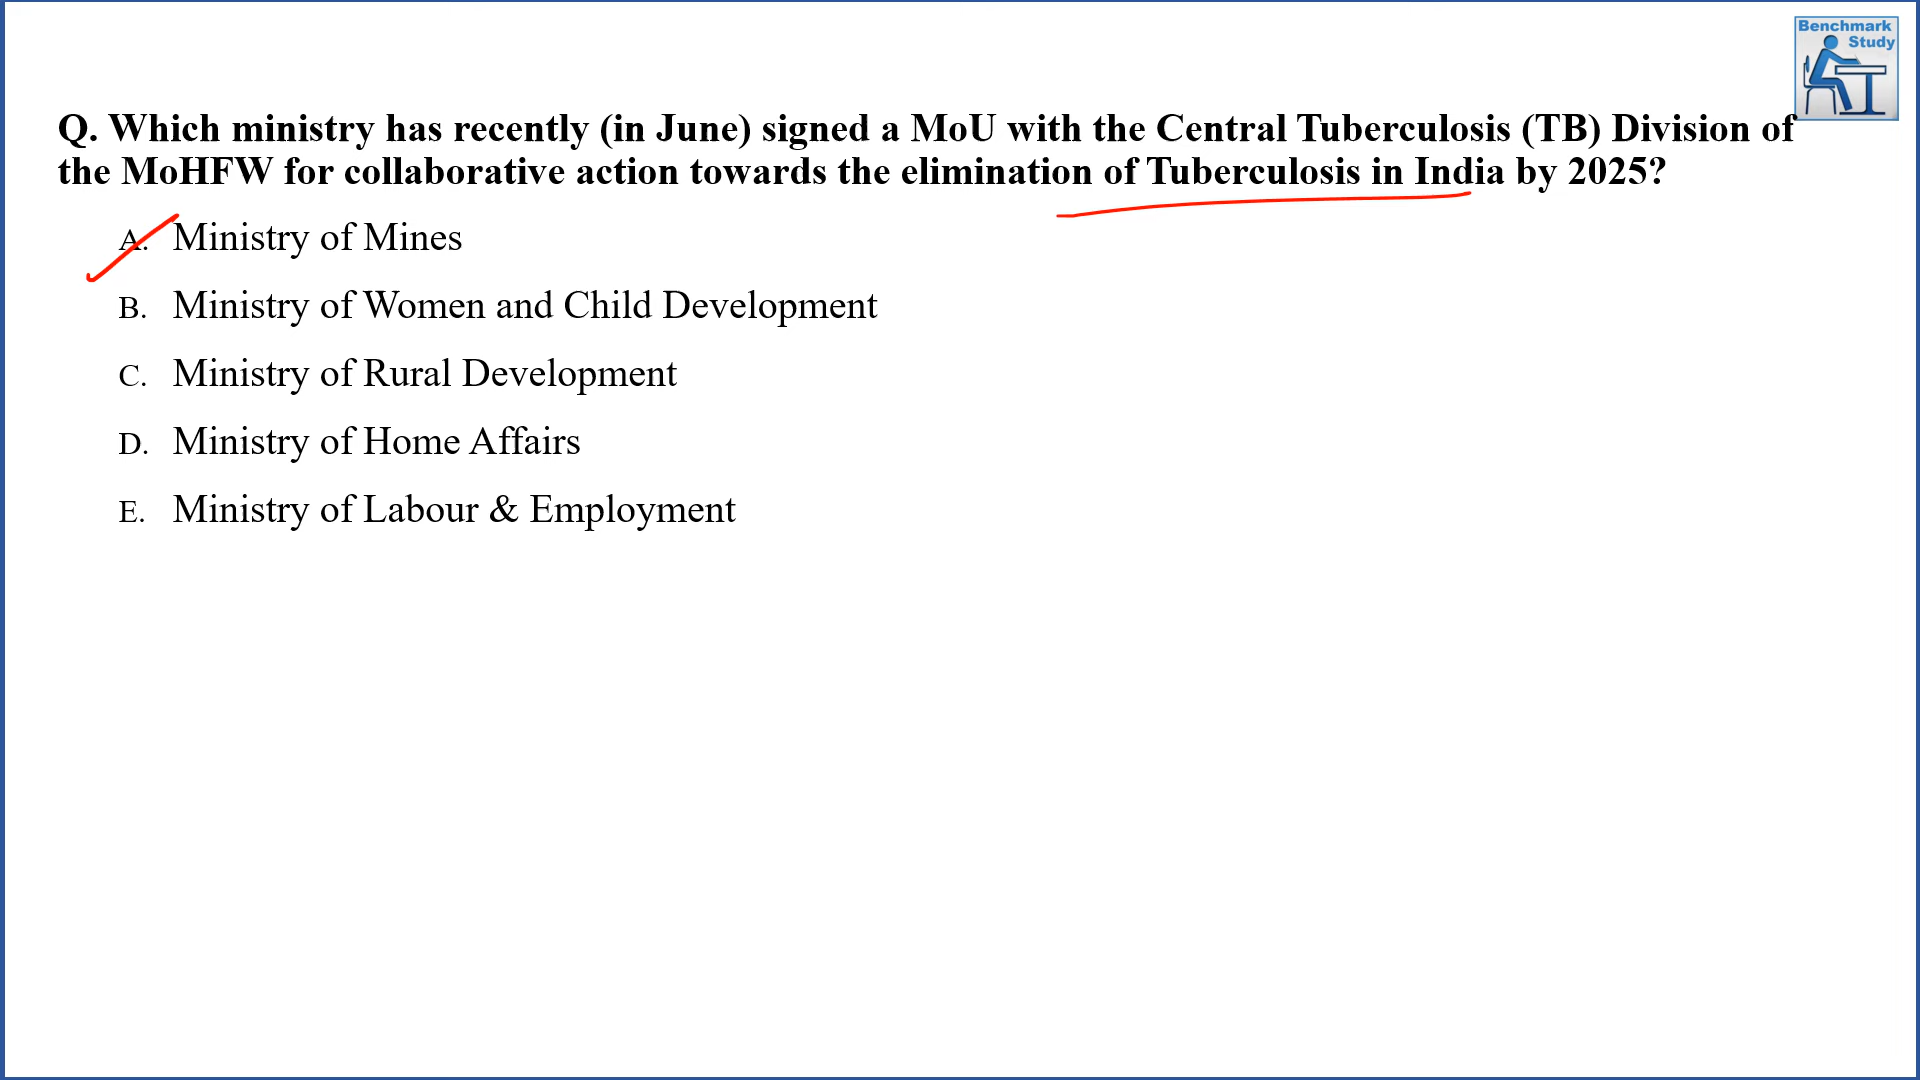 Benchmark
Study
Q. Which ministry has recently (in June) signed a MoU with the Central Tuberculosis (TB) Division of
the MoHFW for collaborative action towards the elimination of Tuberculosis in India by 2025?
A. Ministry of Mines
B. Ministry of Women and Child Development
C. Ministry of Rural Development
D. Ministry of Home Affairs
E. Ministry of Labour & Employment